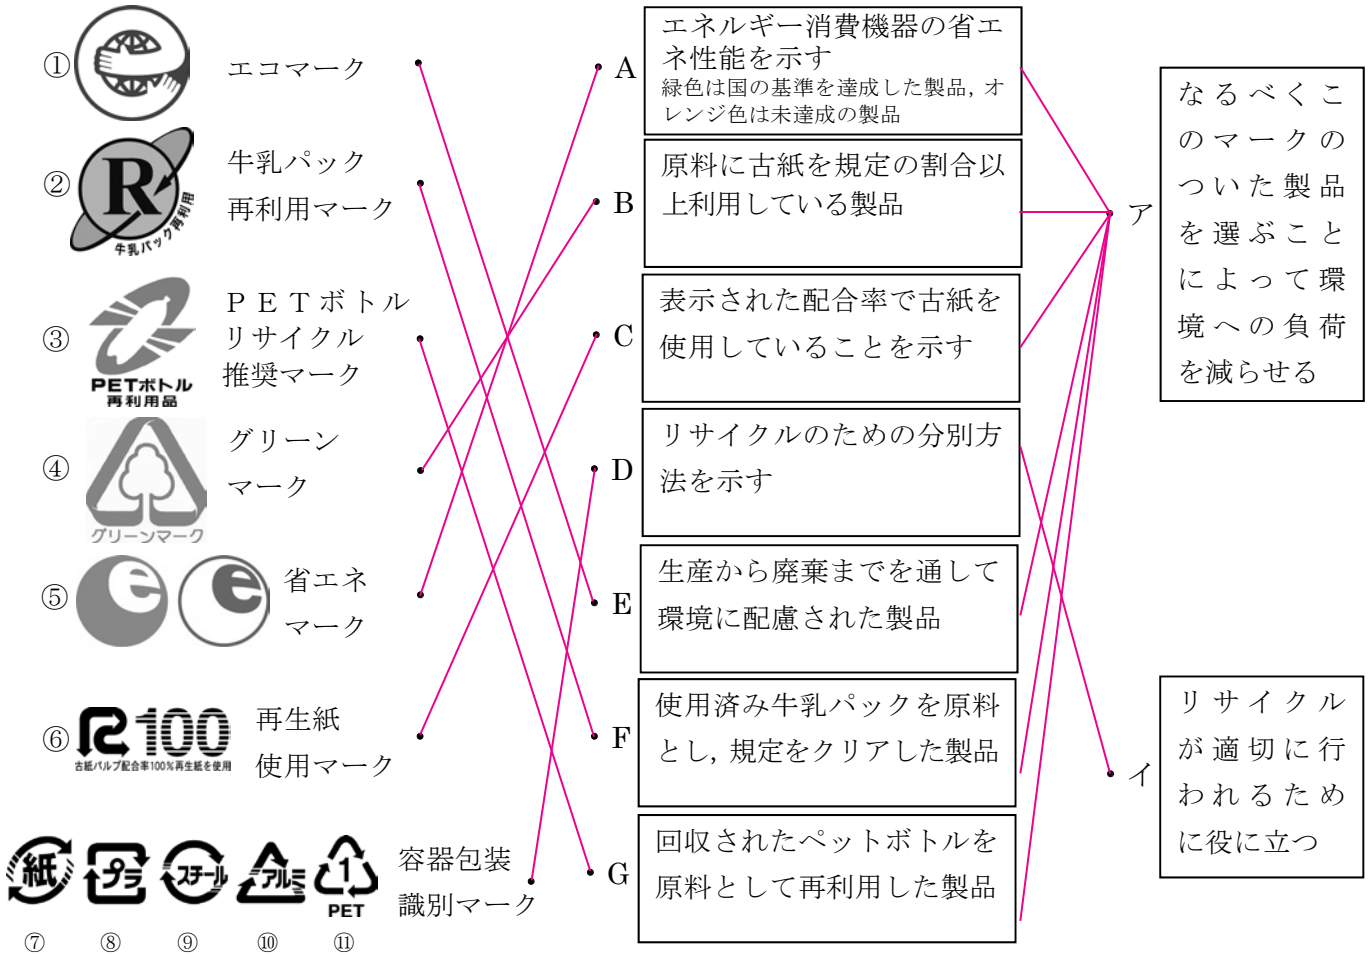 ①
エコマーク
②
R
牛乳パック再利用
牛乳パック
再利用マーク
③
PETボトル
再利用品
ＰＥＴボトル
リサイクル
推奨マーク
④
グリーンマーク
グリーン
マーク
⑤
e
e
省エネ
マーク
⑥
R100
古紙パルプ配合率100%再生紙を使用
再生紙
使用マーク
紙
プラ
スチール
アルミ
1
PET
⑦
⑧
⑨
⑩
⑪
容器包装
識別マーク
A
エネルギー消費機器の省エ
ネ性能を示す
緑色は国の基準を達成した製品，オ
レンジ色は未達成の製品
B
原料に古紙を規定の割合以
上利用している製品
C
表示された配合率で古紙を
使用していることを示す
D
リサイクルのための分別方
法を示す
E
生産から廃棄までを通して
環境に配慮された製品
F
使用済み牛乳パックを原料
とし，規定をクリアした製品
G
回収されたペットボトルを
原料として再利用した製品
ア
なるべくこ
のマークの
ついた製品
を選ぶこと
によって環
境への負荷
を減らせる
イ
リサイクル
が適切に行
われるため
に役に立つ